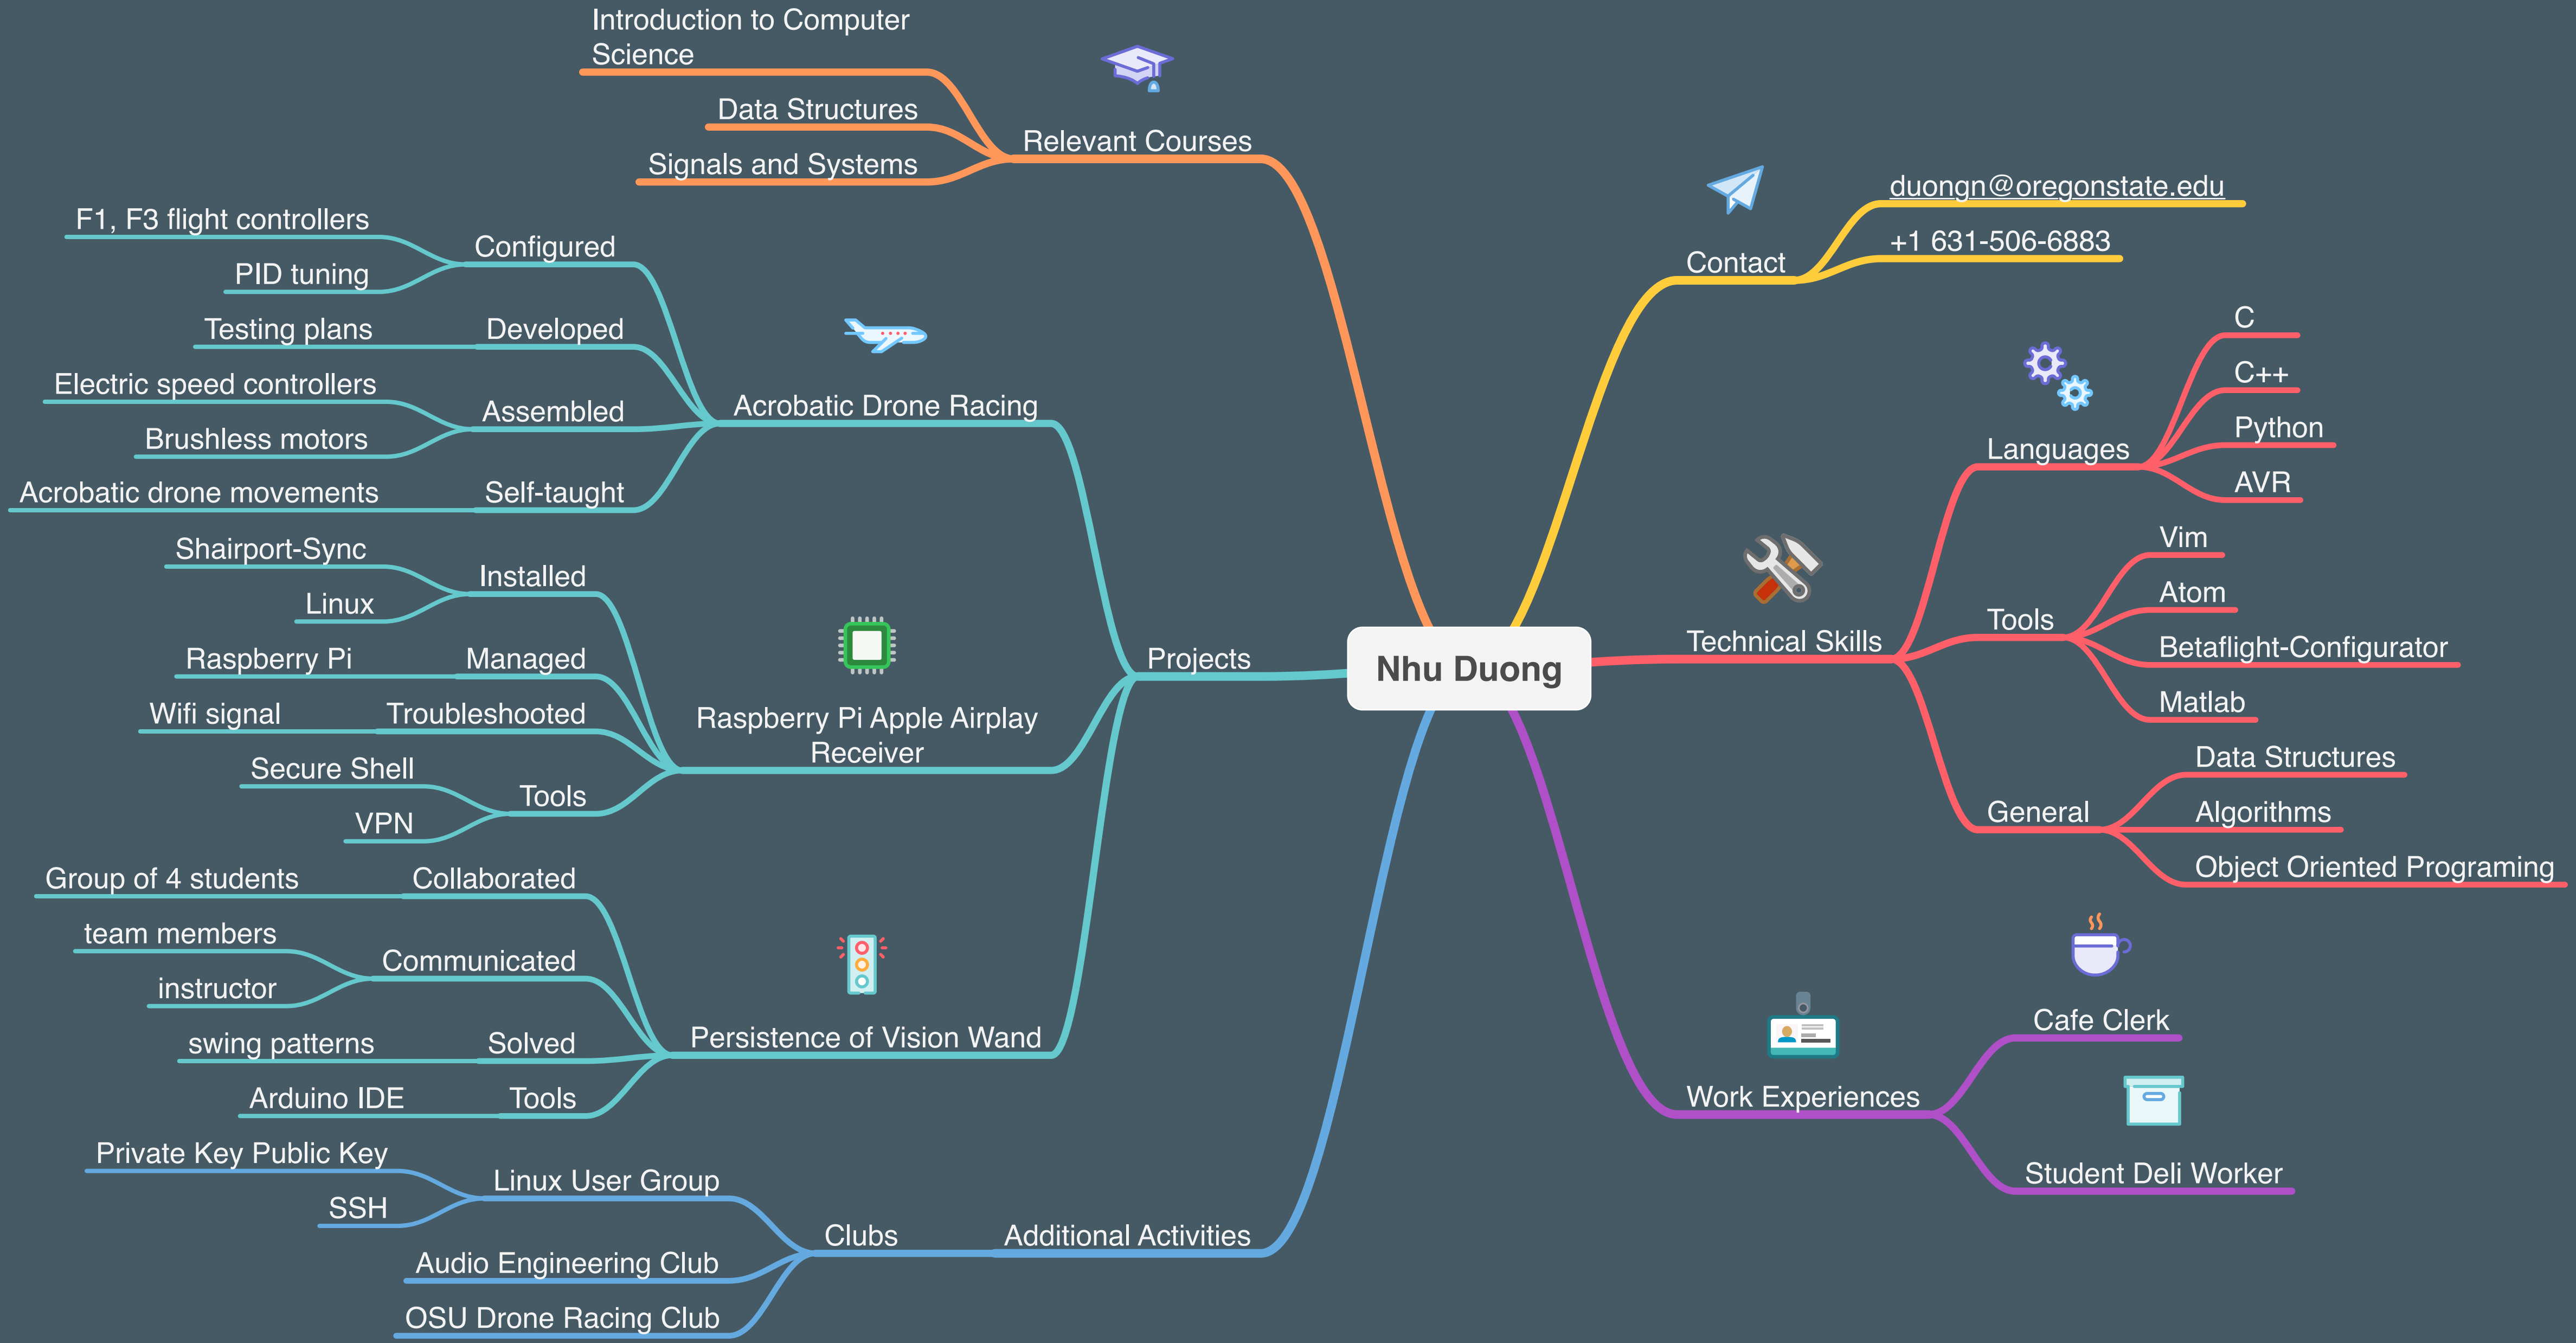 Nhu Duong
Relevant Courses
Introduction to Computer
Science
Data Structures
Signals and Systems
Projects
Acrobatic Drone Racing
Configured
F1, F3 flight controllers
PID tuning
Developed
Testing plans
Assembled
Electric speed controllers
Brushless motors
Self-taught
Acrobatic drone movements
Raspberry Pi Apple Airplay
Receiver
Installed
Shairport-Sync
Linux
Managed
Raspberry Pi
Troubleshooted
Wifi signal
Tools
Secure Shell
VPN
Persistence of Vision Wand
Collaborated
Group of 4 students
Communicated
team members
instructor
Solved
swing patterns
Tools
Arduino IDE
Additional Activities
Clubs
Linux User Group
Private Key Public Key
SSH
Audio Engineering Club
OSU Drone Racing Club
Contact
duongn@oregonstate.edu
+1 631-506-6883
Technical Skills
Languages
C
C++
Python
AVR
Tools
Vim
Atom
Betaflight-Configurator
Matlab
General
Data Structures
Algorithms
Object Oriented Programing
Work Experiences
Cafe Clerk
Student Deli Worker